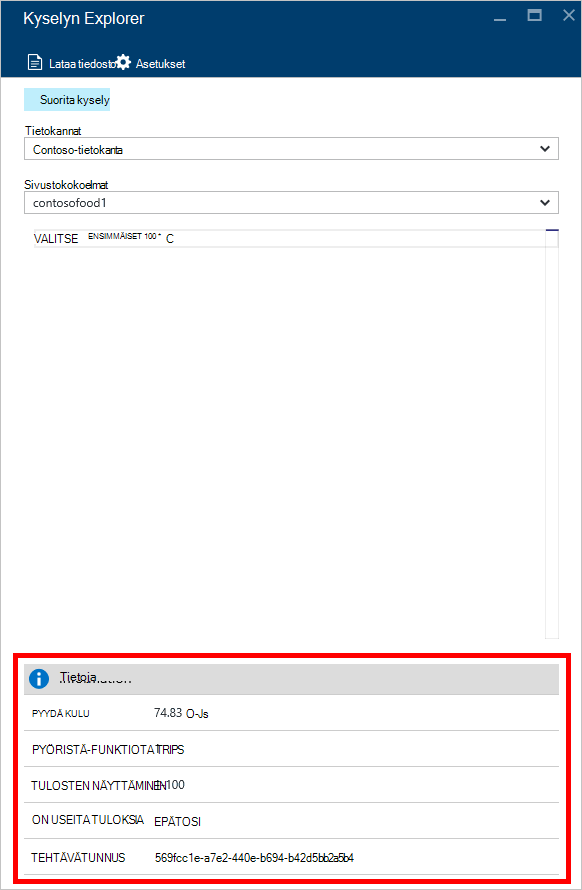 Kyselyn Explorer
Lataa tiedosto Asetukset
Suorita kysely
Tietokannat
Contoso-tietokanta
Sivustokokoelmat
contosofood1
VALITSE ENSIMMÄISET 100 * C
Tietoja
PYYDÄ KULU 74.83 O-Js
PYÖRISTÄ-FUNKTIOTA TRIPS
TULOSTEN NÄYTTÄMINEN 100
ON USEITA TULOKSIA EPÄTOSI
TEHTÄVÄTUNNUS 569fcc1e-a7e2-440e-b694-b42d5bb2a5b4